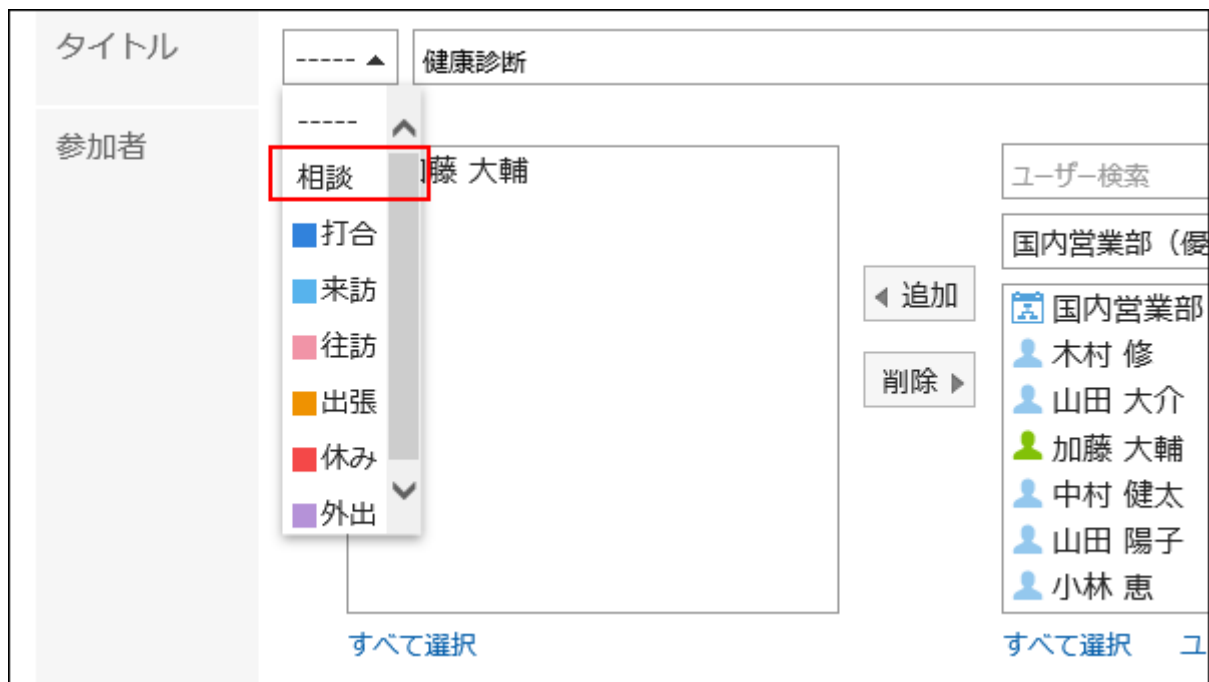 タイトル
----- ▲
健康診断
-----
参加者
相談
藤 大輔
打合
来訪
往訪
出張
休み
外出
すべて選択
追加
削除
ユーザー検索
国内営業部（優
国内営業部
木村 修
山田 大介
加藤 大輔
中村 健太
山田 陽子
小林 恵
すべて選択
ユ